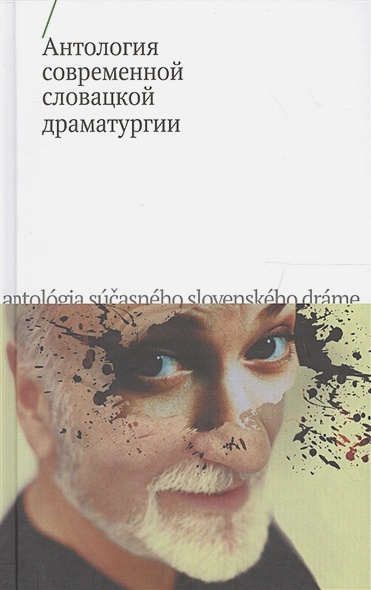 Антология
современной
словацкой
драматургии
antológia súčasného slovenského dráme